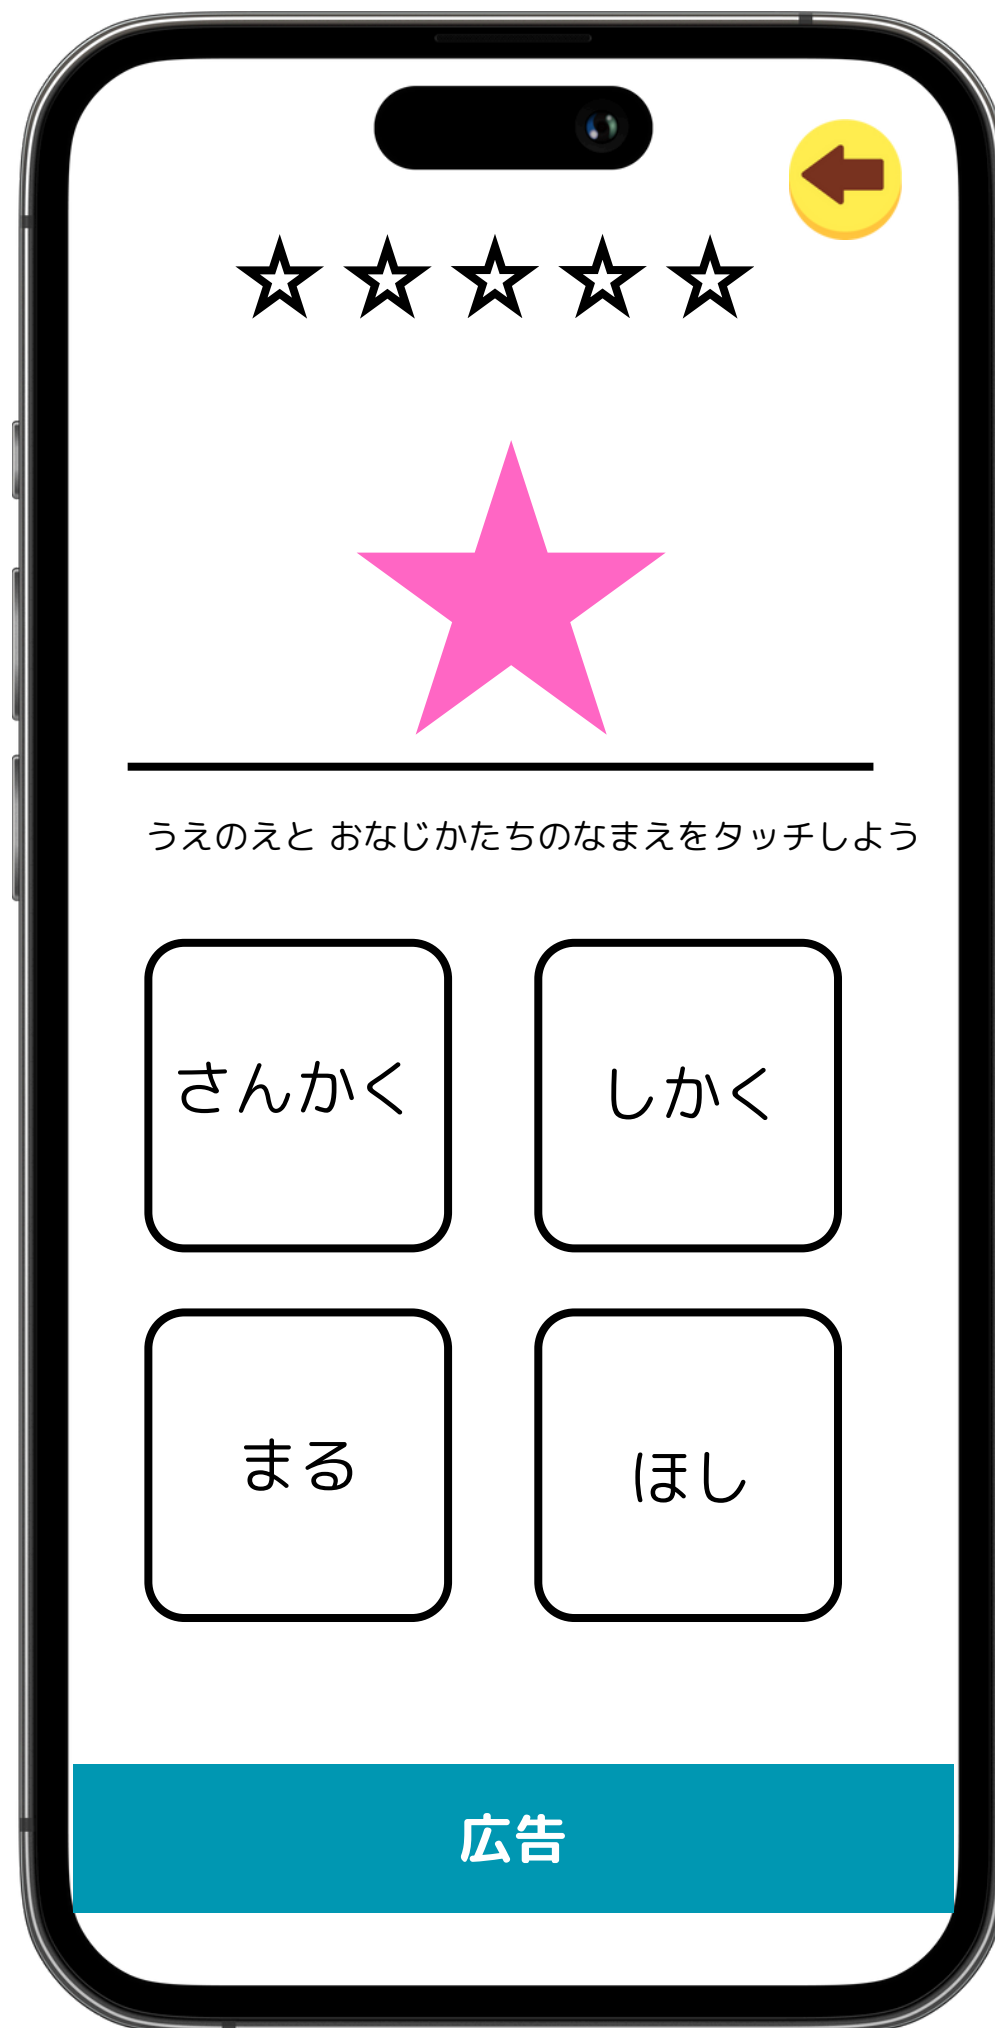 うえのえと おなじかたちのなまえをタッチしよう
さんかく
しかく
まる
ほし
広告